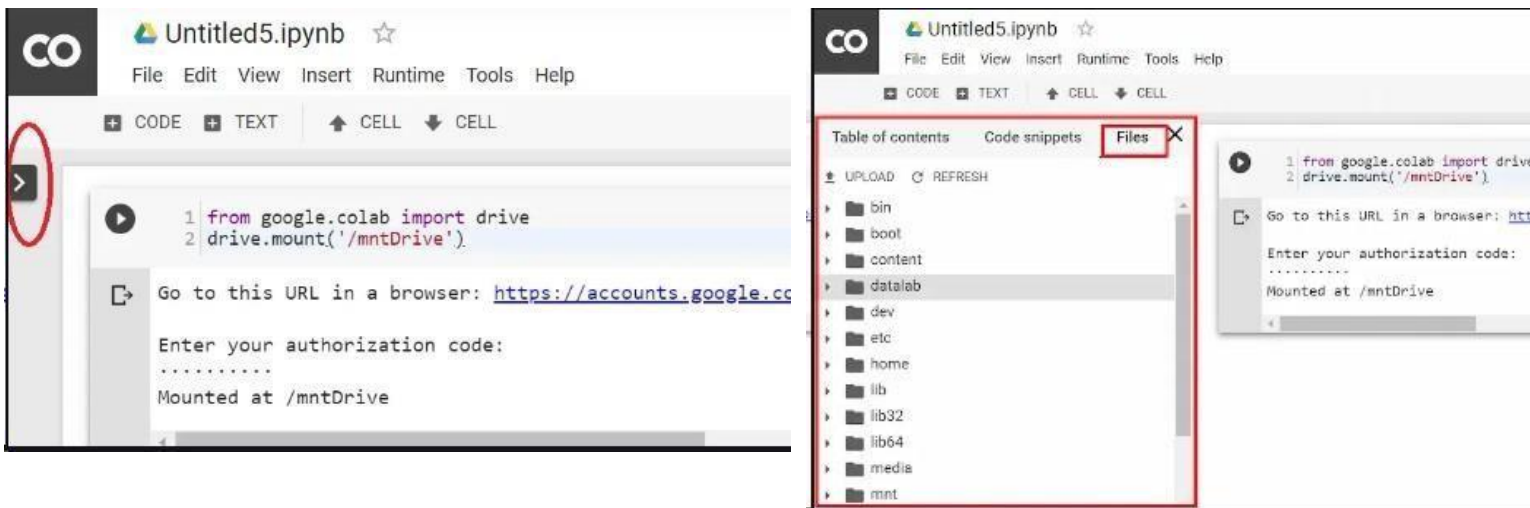 CO
Untitled5.ipynb
File Edit View Insert Runtime Tools Help
CODE TEXT CELL CELL
1 from google.colab import drive
2 drive.mount('/mntDrive')
Go to this URL in a browser: https://accounts.google.co
Enter your authorization code:
··········
Mounted at /mntDrive
CO
Untitled5.ipynb
File Edit View Insert Runtime Tools Help
CODE TEXT CELL CELL
Table of contents Code snippets Files X
UPLOAD REFRESH
bin
boot
content
datalab
dev
etc
home
lib
lib32
lib64
media
mnt
1 from google.colab import drive
2 drive.mount('/mntDrive')
Go to this URL in a browser: htt
Enter your authorization code:
··········
Mounted at /mntDrive